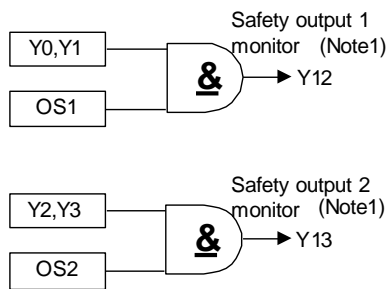 Safety output 1
monitor (Note1)
Y0,Y1
&
Y12
OS1
Safety output 2
monitor (Note1)
Y2,Y3
&
Y13
OS2